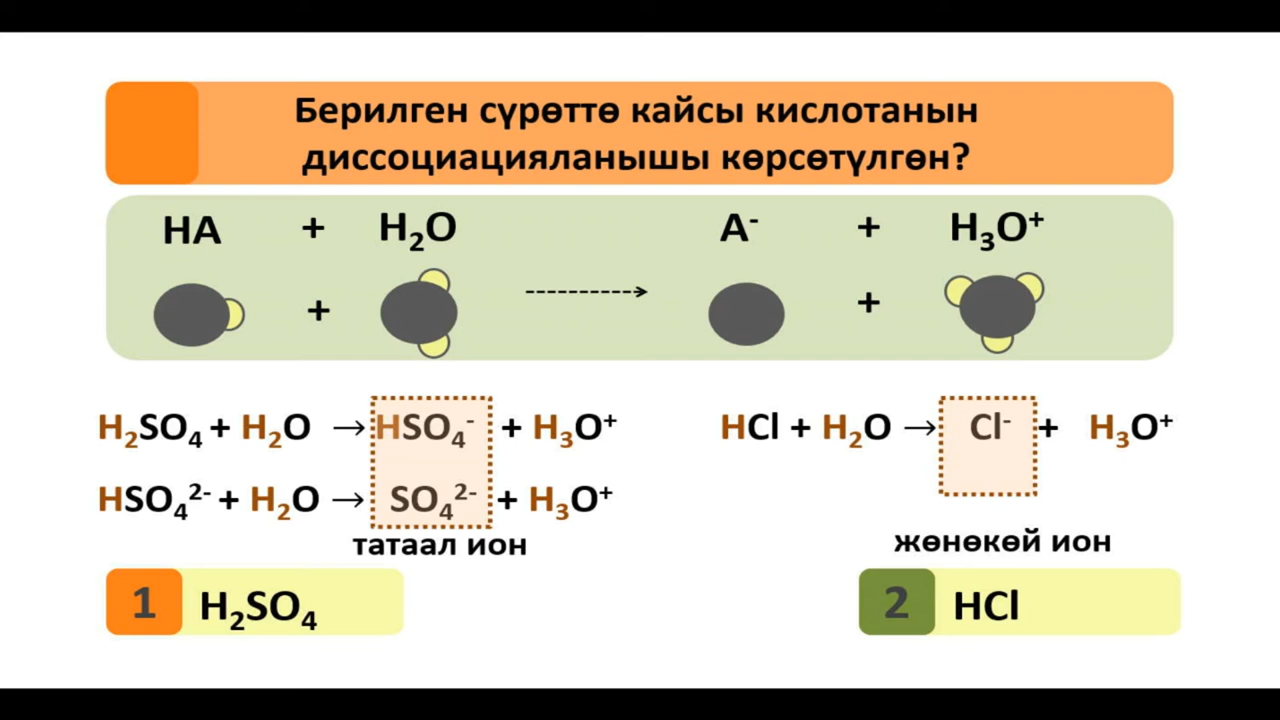 Берилген сүрөттө кайсы кислотанын
диссоциацияланышы көрсөтүлгөн?
HA + H₂O A⁻ + H₃O⁺
+ +
H₂SO₄ + H₂O → HSO₄⁻ + H₃O⁺
HCl + H₂O → Cl⁻ + H₃O⁺
HSO₄²⁻ + H₂O → SO₄²⁻ + H₃O⁺
татаал ион
жөнөкөй ион
1 H₂SO₄
2 HCl